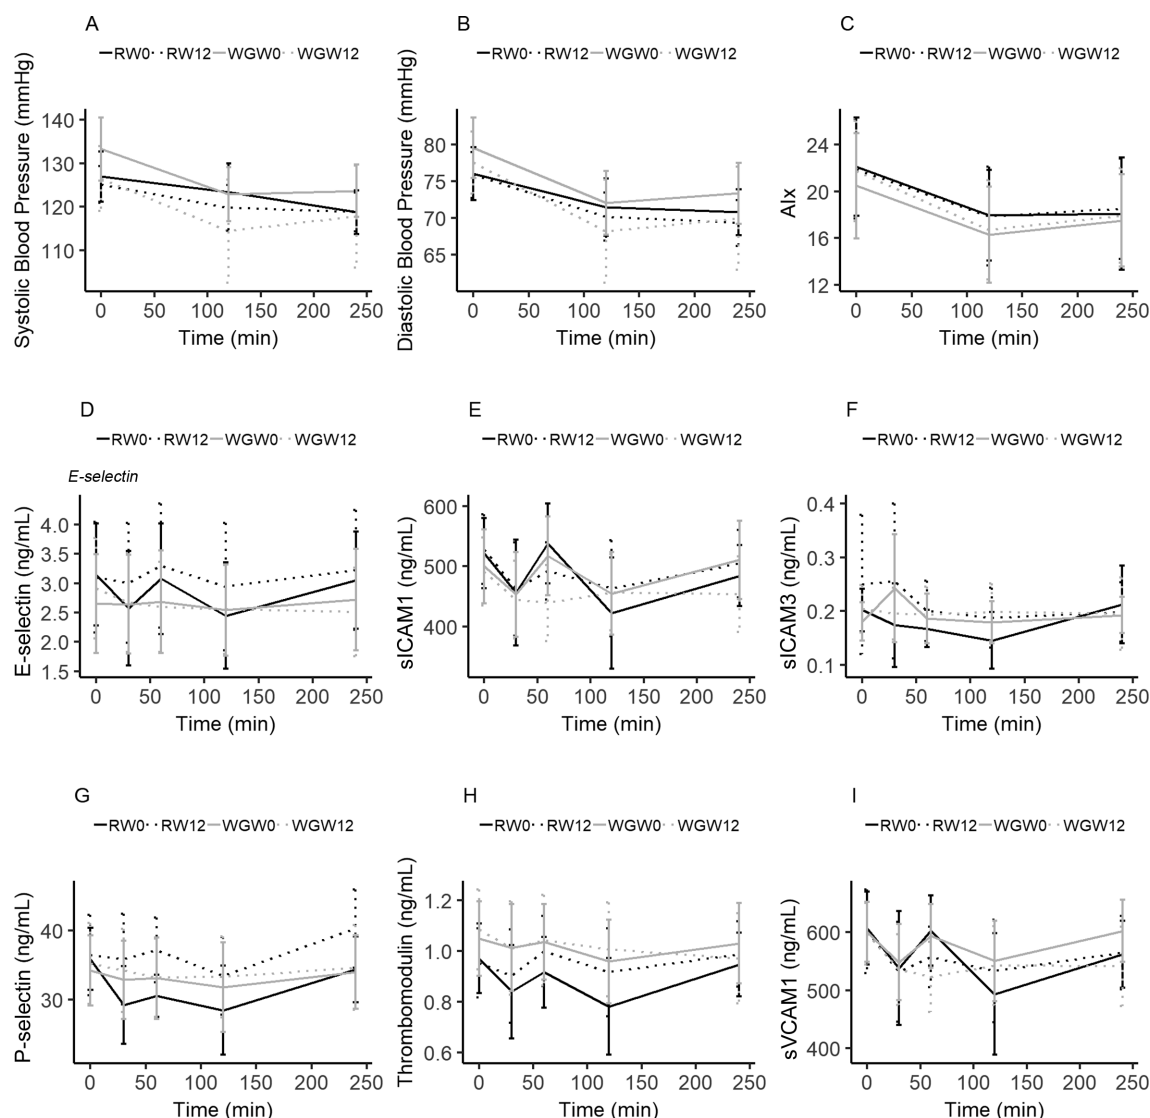 A
RW0 RW12 WGW0 WGW12
Systolic Blood Pressure (mmHg)
140
130
120
110
0 50 100 150 200 250
Time (min)
B
RW0 RW12 WGW0 WGW12
Diastolic Blood Pressure (mmHg)
80
75
70
65
0 50 100 150 200 250
Time (min)
C
RW0 RW12 WGW0 WGW12
AIx
24
20
16
12
0 50 100 150 200 250
Time (min)
D
RW0 RW12 WGW0 WGW12
E-selectin
E-selectin (ng/mL)
4.0
3.5
3.0
2.5
2.0
1.5
0 50 100 150 200 250
Time (min)
E
RW0 RW12 WGW0 WGW12
sICAM1 (ng/mL)
600
500
400
0 50 100 150 200 250
Time (min)
F
RW0 RW12 WGW0 WGW12
sICAM3 (ng/mL)
0.4
0.3
0.2
0.1
0 50 100 150 200 250
Time (min)
G
RW0 RW12 WGW0 WGW12
P-selectin (ng/mL)
40
30
0 50 100 150 200 250
Time (min)
H
RW0 RW12 WGW0 WGW12
Thrombomodulin (ng/mL)
1.2
1.0
0.8
0.6
0 50 100 150 200 250
Time (min)
I
RW0 RW12 WGW0 WGW12
sVCAM1 (ng/mL)
600
500
400
0 50 100 150 200 250
Time (min)